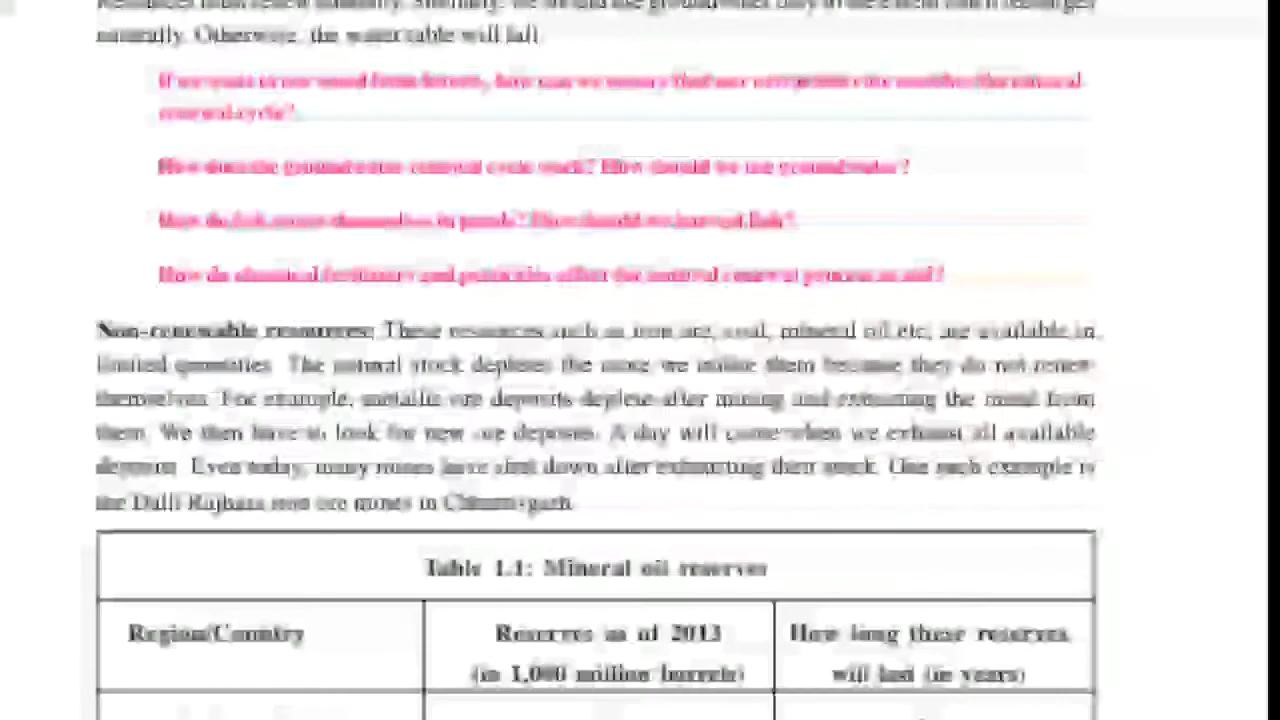 naturally. Otherwise, the water table will fall.
If we want to use wood from forests, how can we ensure that our
renewal cycle?
How does the groundwater renewal cycle work? How should we use groundwater?
How do fish renew themselves in ponds? How should we harvest fish?
How do chemical fertilisers and pesticides affect the natural renewal process
Non-renewable resources: These resources such as iron ore, coal, mineral oil etc, are available in
limited quantities. The natural stock depletes the more we utilise them because they do not renew
themselves. For example, metallic ore deposits deplete after mining and extracting the metal from
them. We then have to look for new ore deposits. A day will come when we exhaust all available
deposits. Even today, many mines have shut down after extracting their stock. One such example is
the Dalli Rajhara iron ore mines in Chhattisgarh.
Table 1.1: Mineral oil reserves
Region/Country
Reserves as of 2013
(in 1,000 million barrels)
How long these reserves
will last (in years)